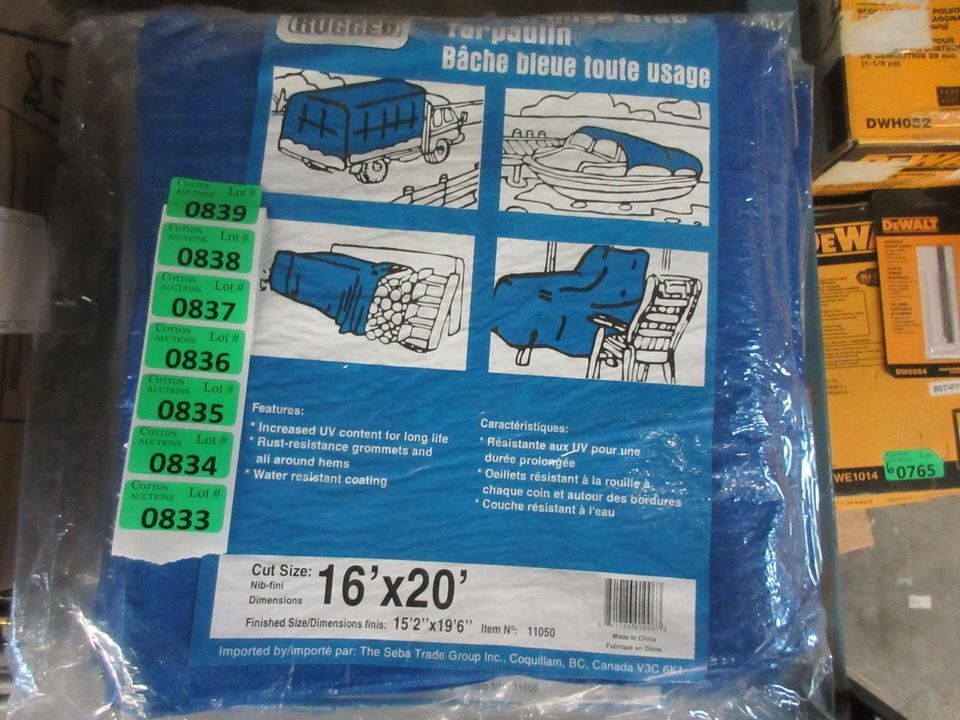 RUGGED
Tarpaulin
Bâche bleue toute usage
COTTON AUCTIONS Lot #
0839
COTTON AUCTIONS Lot #
0838
COTTON AUCTIONS Lot #
0837
COTTON AUCTIONS Lot #
0836
COTTON AUCTIONS Lot #
0835
COTTON AUCTIONS Lot #
0834
COTTON AUCTIONS Lot #
0833
Features:
* Increased UV content for long life
* Rust-resistance grommets and
all around hems
* Water resistant coating
Caractéristiques:
* Résistante aux UV pour une
durée prolongée
* Oeillets résistant à la rouille à
chaque coin et autour des bordures
* Couche résistant à l'eau
Cut Size: 16'x20'
Nib-fini
Dimensions
Finished Size/Dimensions finis: 15'2"x19'6" Item Nº: 11050
Made in China
Fabriqué en Chine
Imported by/importé par: The Seba Trade Group Inc., Coquitlam, BC, Canada V3C 6K1
11050
DWH052
DEWALT
DEWALT
DW0684
WE1014
0765